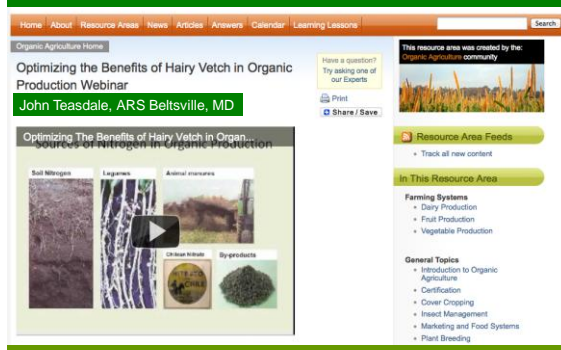 Home About Resource Areas News Articles Answers Calendar Learning Lessons
Search
Organic Agriculture Home
Optimizing the Benefits of Hairy Vetch in Organic
Production Webinar
John Teasdale, ARS Beltsville, MD
Have a question?
Try asking one of
our Experts
Print
Share / Save
Optimizing The Benefits of Hairy Vetch in Organ...
Sources of Nitrogen in Organic Production
Soil Nitrogen
Legumes
Animal manures
Chilean Nitrate
By-products
This resource area was created by the:
Organic Agriculture community
Resource Area Feeds
Track all new content
In This Resource Area
Farming Systems
Dairy Production
Fruit Production
Vegetable Production
General Topics
Introduction to Organic
Agriculture
Certification
Cover Cropping
Insect Management
Marketing and Food Systems
Plant Breeding